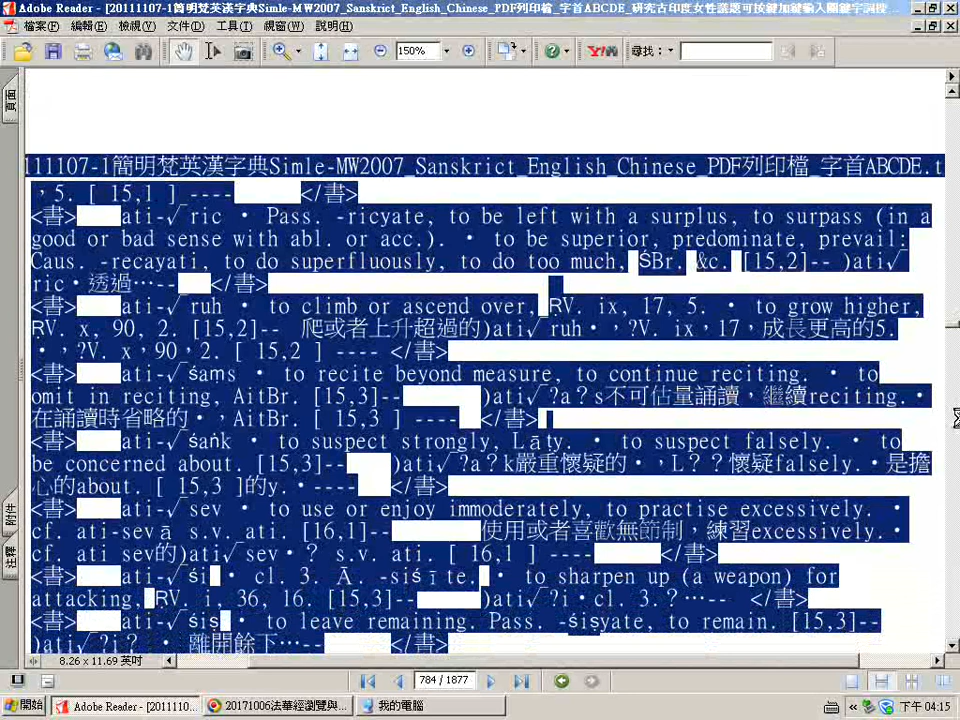 Adobe Reader - [20111107-1簡明梵英漢字典Simle-MW2007_Sanskrict_English_Chinese_PDF列印檔_字首ABCDE_研究古印度女性議題可按鍵加鍵輸入關鍵字詞搜
檔案(F) 編輯(E) 檢視(V) 文件(D) 工具(T) 視窗(W) 說明(H)
150% 尋找：
頁面
111107-1簡明梵英漢字典Simle-MW2007_Sanskrict_English_Chinese_PDF列印檔_字首ABCDE.t
，5. [ 15,1 ] ---- </書>
<書> ati-√ ric • Pass. -ricyate, to be left with a surplus, to surpass (in a
good or bad sense with abl. or acc.). • to be superior, predominate, prevail:
Caus. -recayati, to do superfluously, to do too much, ŚBr. &c. [15,2]-- )ati√
ric•透過…-- </書>
<書> ati-√ ruh • to climb or ascend over, ṚV. ix, 17, 5. • to grow higher,
ṚV. x, 90, 2. [15,2]-- 爬或者上升超過的)ati√ ruh•，?V. ix，17，成長更高的5.
•，?V. x，90，2. [ 15,2 ] ---- </書>
<書> ati-√ śaṃs • to recite beyond measure, to continue reciting. • to
omit in reciting, AitBr. [15,3]-- )ati√ ?a？s不可估量誦讀，繼續reciting.•
在誦讀時省略的•，AitBr. [ 15,3 ] ---- </書>
<書> ati-√ śaṅk • to suspect strongly, Lāṭy. • to suspect falsely. • to
be concerned about. [15,3]-- )ati√ ?a？k嚴重懷疑的•，L？？懷疑falsely.•是擔
心的about. [ 15,3 ]的y.•---- </書>
<書> ati-√ sev • to use or enjoy immoderately, to practise excessively. •
cf. ati-sevā s.v. ati. [16,1]-- 使用或者喜歡無節制，練習excessively.•
cf. ati sev的)ati√ sev•？ s.v. ati. [ 16,1 ] ---- </書>
<書> ati-√ śi • cl. 3. Ā. -siśīte. • to sharpen up (a weapon) for
attacking, ṚV. i, 36, 16. [15,3]-- )ati√ ?i•cl. 3.？…-- </書>
<書> ati-√ śiṣ • to leave remaining. Pass. -śiṣyate, to remain. [15,3]--
)ati√ ?i？•離開餘下…-- </書>
附件
注釋
8.26 x 11.69 英吋
784 / 1877
開始 Adobe Reader - [2011110... 20171006法華經瀏覽與... 我的電腦 下午 04:15